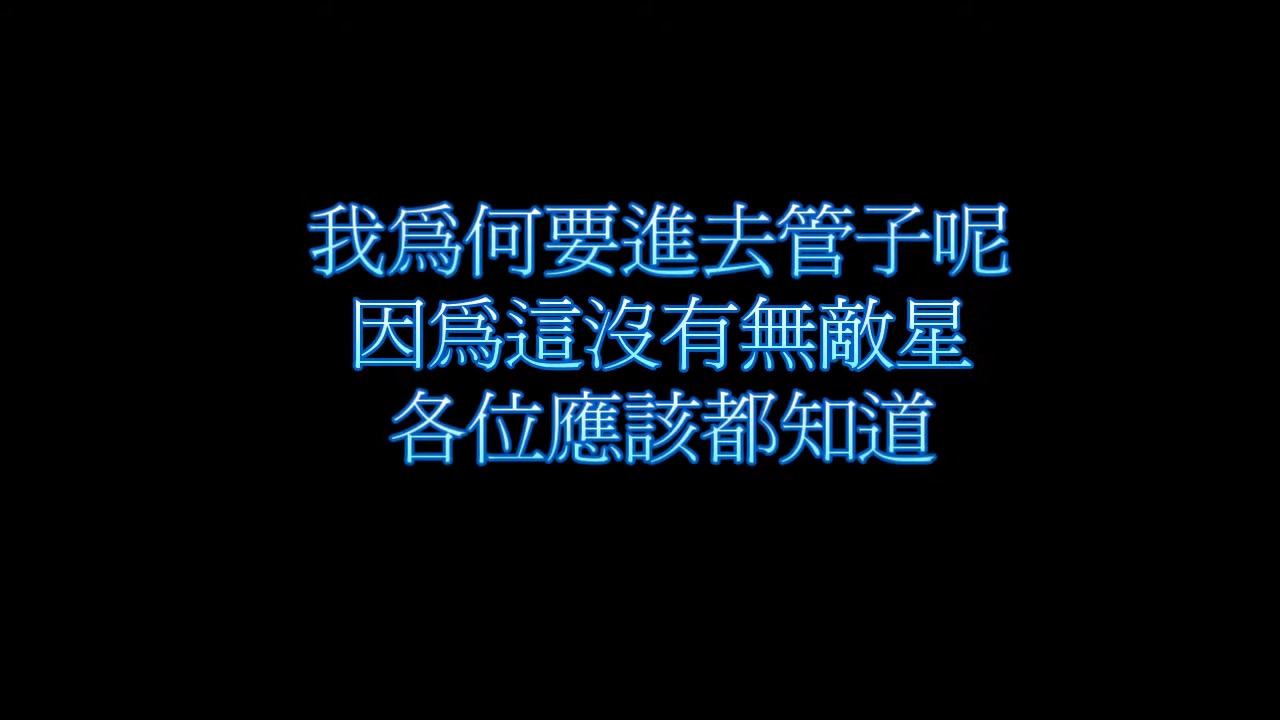 我爲何要進去管子呢
因爲這沒有無敵星
各位應該都知道